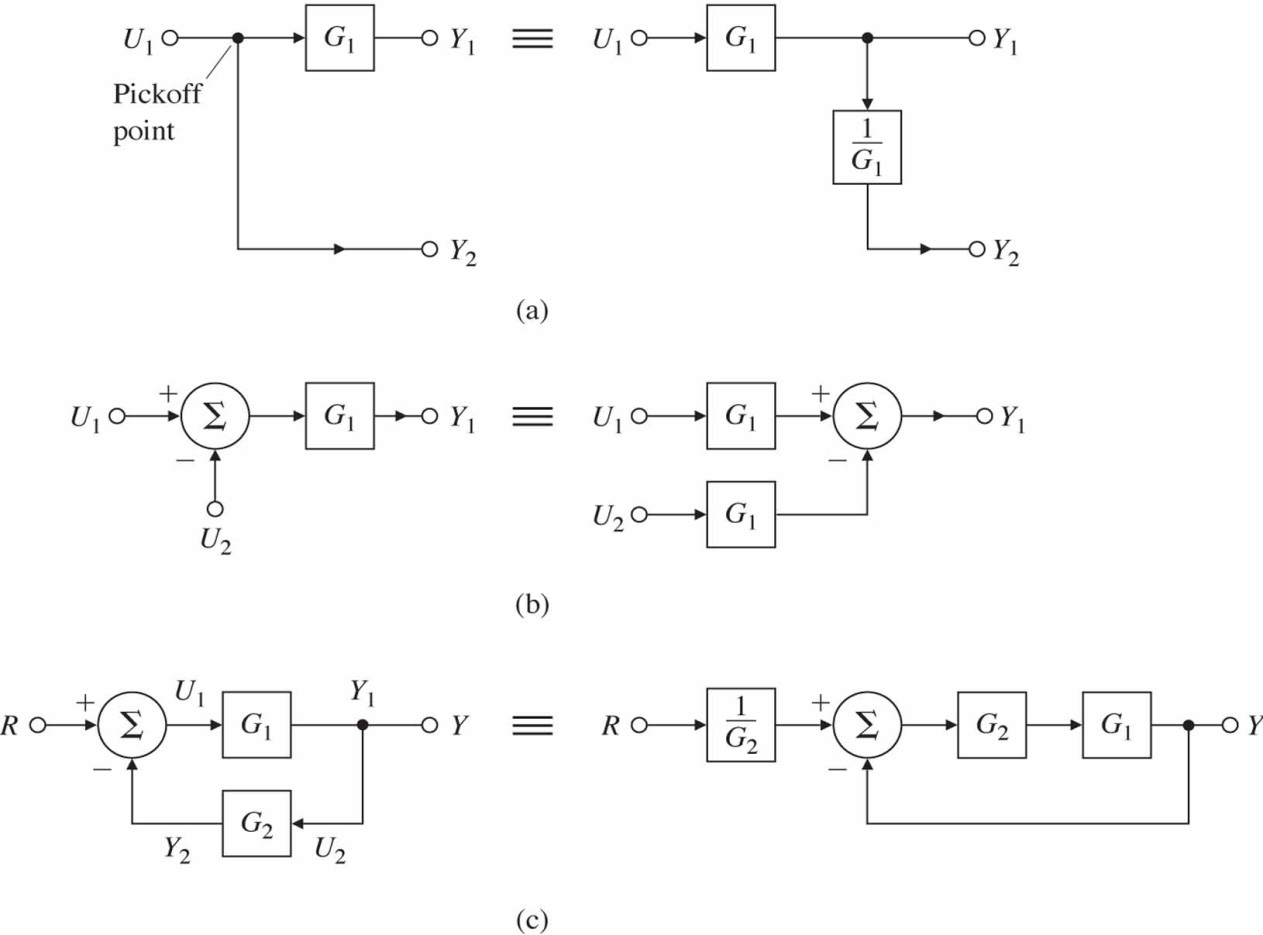 U₁ G₁ Y₁ ≡ U₁ G₁ Y₁
Pickoff
point
1
G₁
Y₂ Y₂
(a)
+ +
U₁ Σ G₁ Y₁ ≡ U₁ G₁ Σ Y₁
− −
U₂ G₁
U₂
(b)
U₁ Y₁
+ +
R Σ G₁ Y ≡ R 1/G₂ Σ G₂ G₁ Y
− −
G₂
Y₂ U₂
(c)